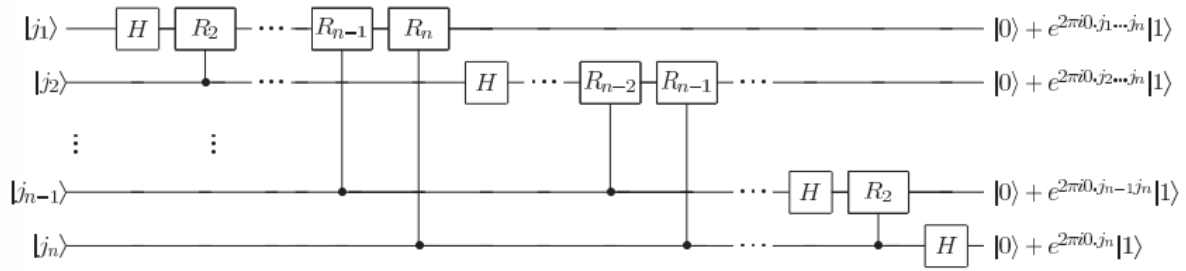 |j₁⟩ H R₂ ··· Rₙ₋₁ Rₙ |0⟩ + e^{2πi0.j₁...jₙ}|1⟩
|j₂⟩ ··· H ··· Rₙ₋₂ Rₙ₋₁ ··· |0⟩ + e^{2πi0.j₂...jₙ}|1⟩
⋮ ⋮
|jₙ₋₁⟩ ··· H R₂ |0⟩ + e^{2πi0.jₙ₋₁jₙ}|1⟩
|jₙ⟩ ··· H |0⟩ + e^{2πi0.jₙ}|1⟩